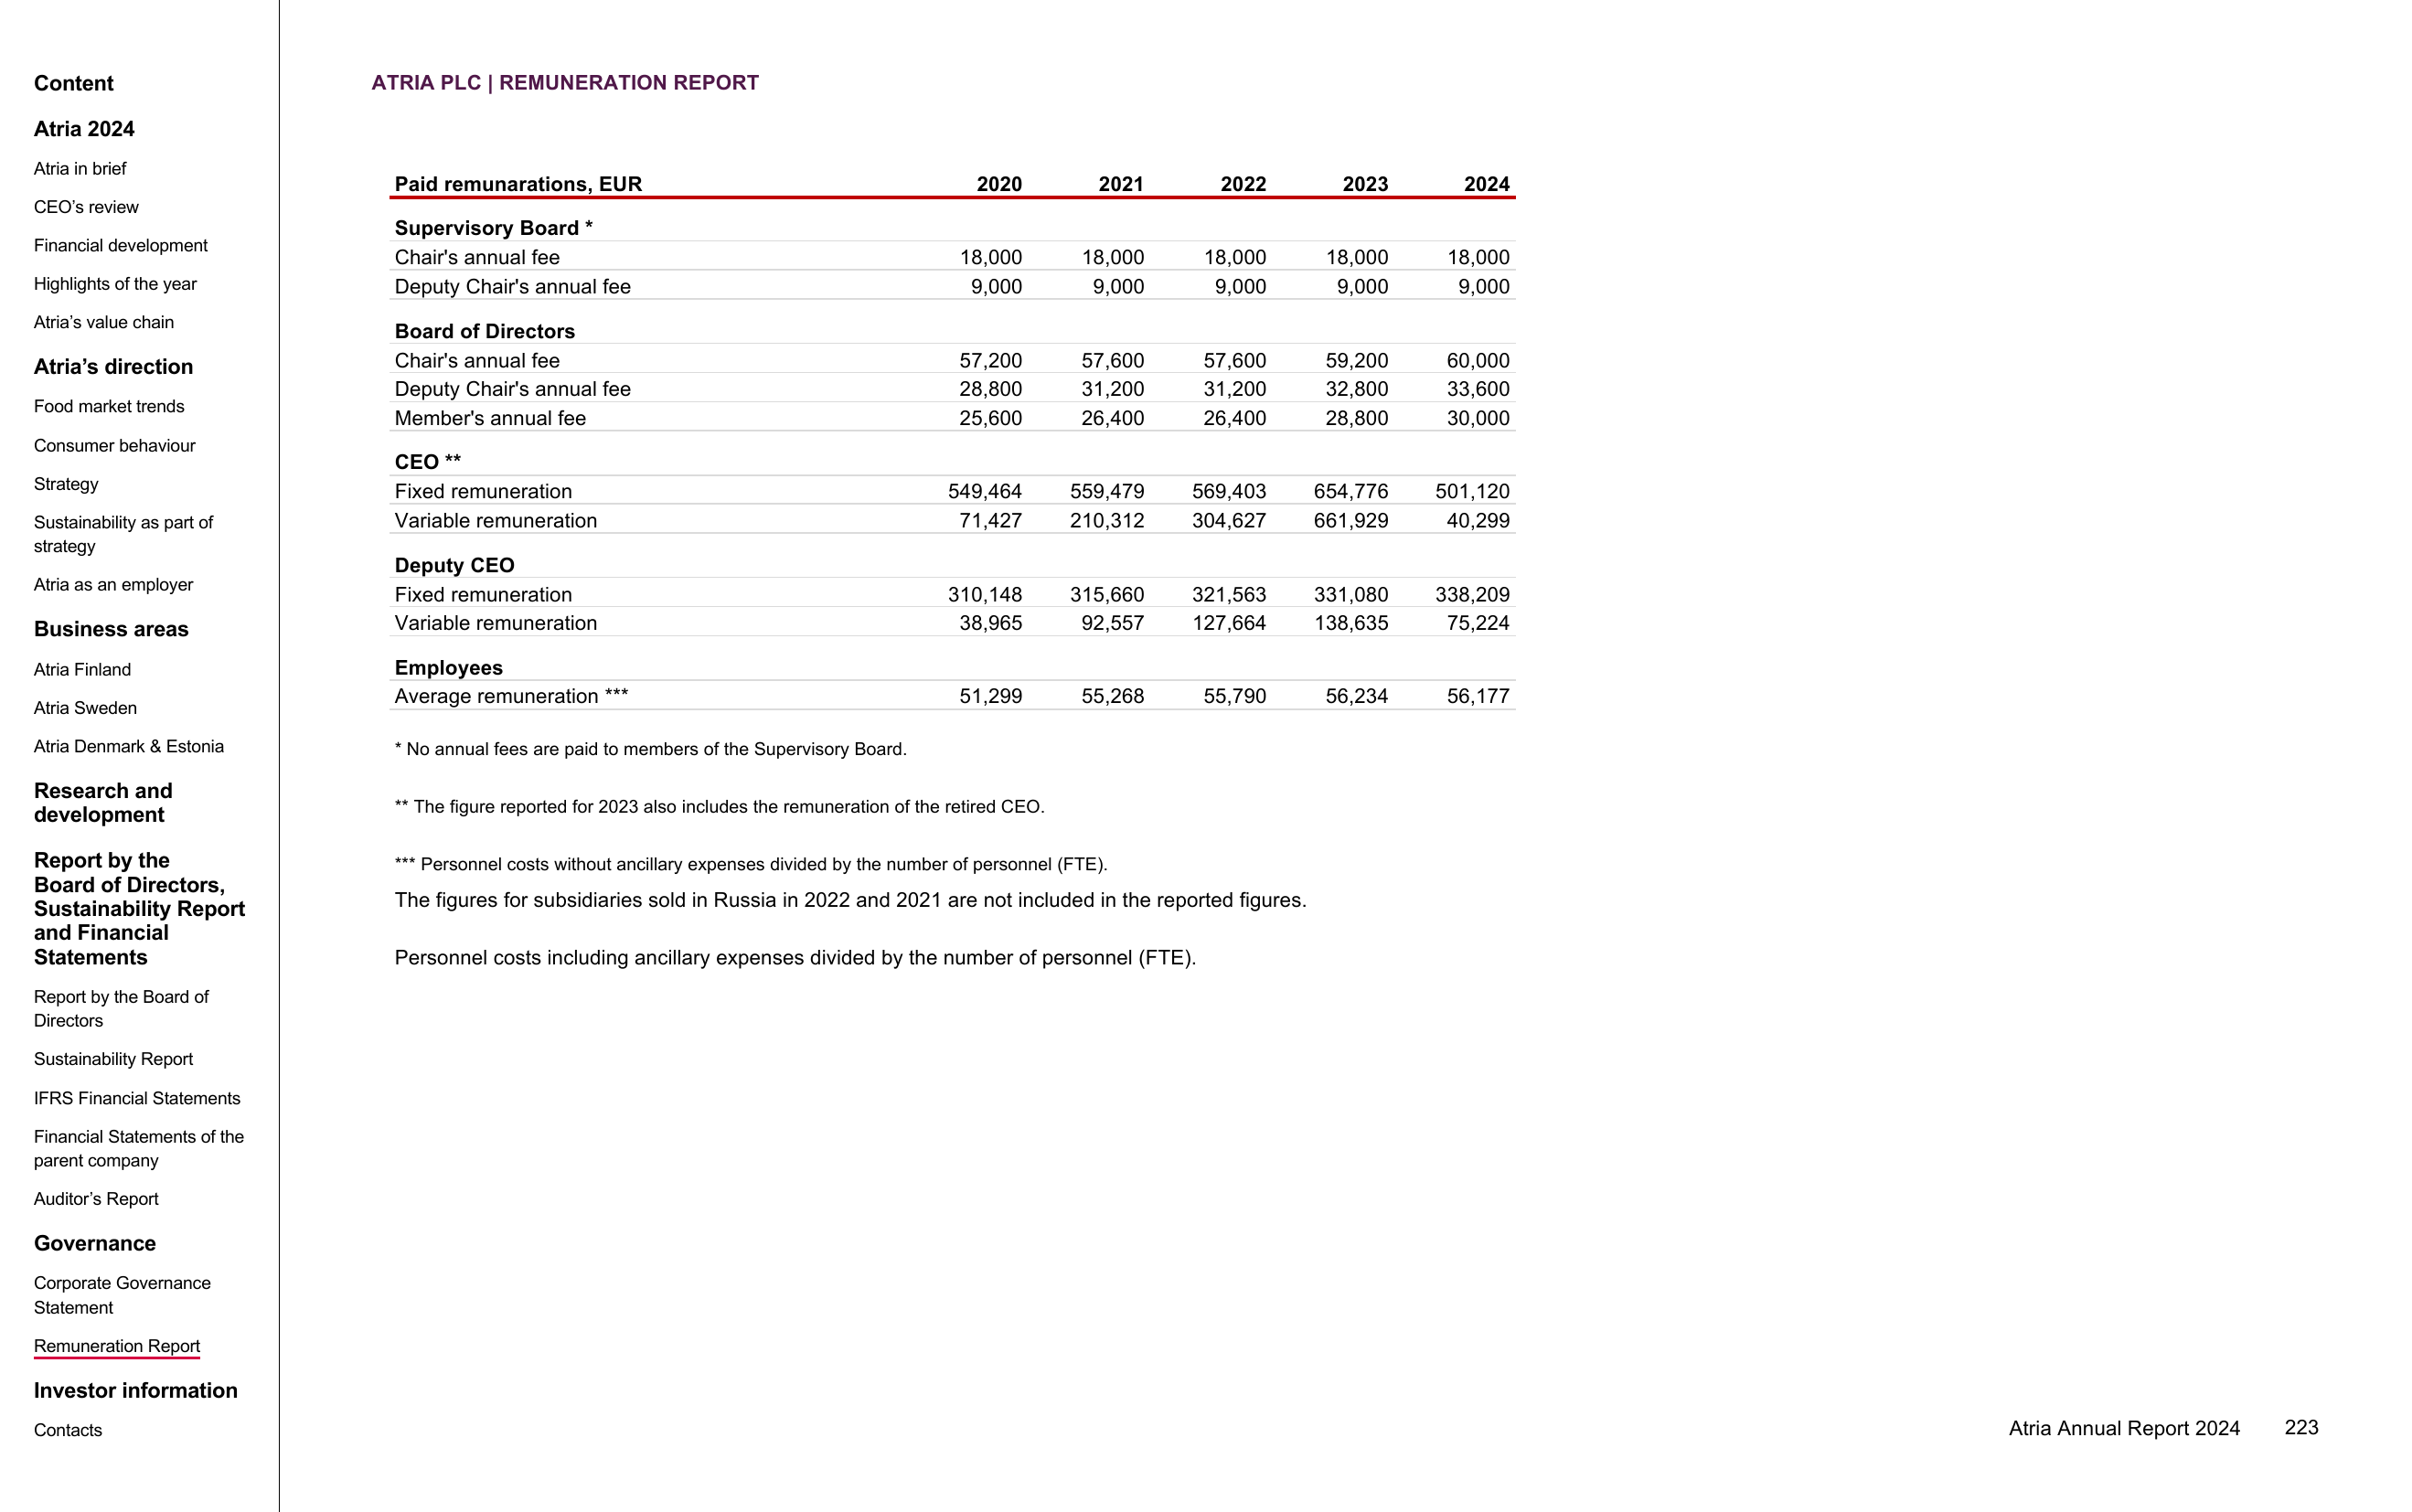 Content
Atria 2024
Atria in brief
CEO’s review
Financial development
Highlights of the year
Atria’s value chain
Atria’s direction
Food market trends
Consumer behaviour
Strategy
Sustainability as part of
strategy
Atria as an employer
Business areas
Atria Finland
Atria Sweden
Atria Denmark & Estonia
Research and
development
Report by the
Board of Directors,
Sustainability Report
and Financial
Statements
Report by the Board of
Directors
Sustainability Report
IFRS Financial Statements
Financial Statements of the
parent company
Auditor’s Report
Governance
Corporate Governance
Statement
Remuneration Report
Investor information
Contacts
ATRIA PLC | REMUNERATION REPORT
Paid remunarations, EUR 2020 2021 2022 2023 2024
Supervisory Board *
Chair's annual fee 18,000 18,000 18,000 18,000 18,000
Deputy Chair's annual fee 9,000 9,000 9,000 9,000 9,000
Board of Directors
Chair's annual fee 57,200 57,600 57,600 59,200 60,000
Deputy Chair's annual fee 28,800 31,200 31,200 32,800 33,600
Member's annual fee 25,600 26,400 26,400 28,800 30,000
CEO **
Fixed remuneration 549,464 559,479 569,403 654,776 501,120
Variable remuneration 71,427 210,312 304,627 661,929 40,299
Deputy CEO
Fixed remuneration 310,148 315,660 321,563 331,080 338,209
Variable remuneration 38,965 92,557 127,664 138,635 75,224
Employees
Average remuneration *** 51,299 55,268 55,790 56,234 56,177
* No annual fees are paid to members of the Supervisory Board.
** The figure reported for 2023 also includes the remuneration of the retired CEO.
*** Personnel costs without ancillary expenses divided by the number of personnel (FTE).
The figures for subsidiaries sold in Russia in 2022 and 2021 are not included in the reported figures.
Personnel costs including ancillary expenses divided by the number of personnel (FTE).
Atria Annual Report 2024 223